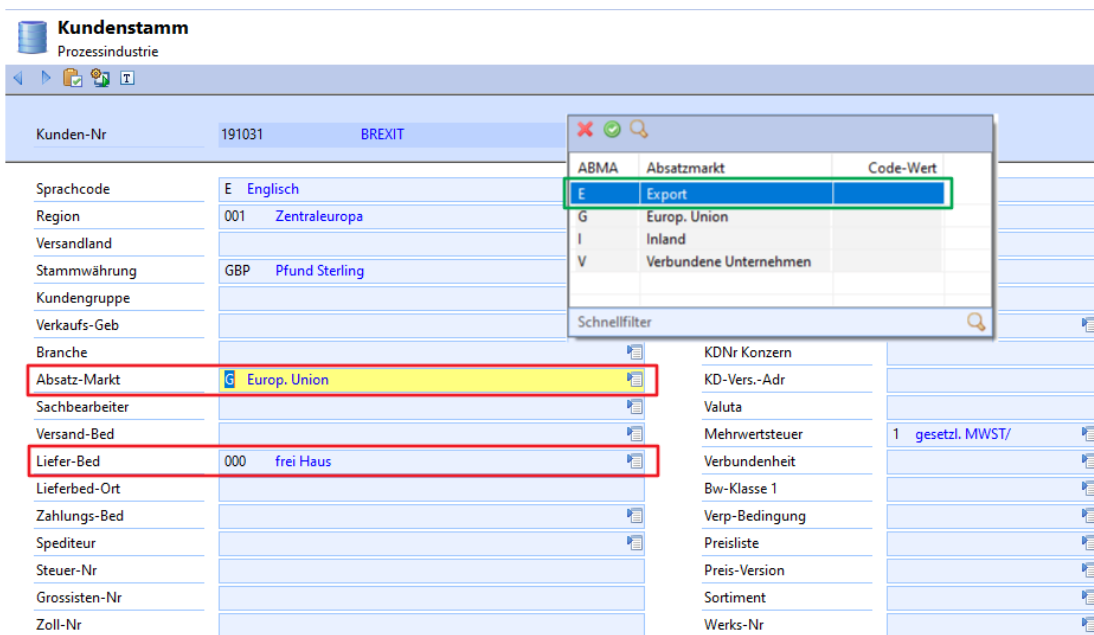 Kundenstamm
Prozessindustrie
T
Kunden-Nr 191031 BREXIT
ABMA Absatzmarkt Code-Wert
E Export
G Europ. Union
I Inland
V Verbundene Unternehmen
Schnellfilter
Sprachcode E Englisch
Region 001 Zentraleuropa
Versandland
Stammwährung GBP Pfund Sterling
Kundengruppe
Verkaufs-Geb
Branche KDNr Konzern
Absatz-Markt G Europ. Union KD-Vers.-Adr
Sachbearbeiter Valuta
Versand-Bed Mehrwertsteuer 1 gesetzl. MWST/
Liefer-Bed 000 frei Haus Verbundenheit
Lieferbed-Ort Bw-Klasse 1
Zahlungs-Bed Verp-Bedingung
Spediteur Preisliste
Steuer-Nr Preis-Version
Grossisten-Nr Sortiment
Zoll-Nr Werks-Nr